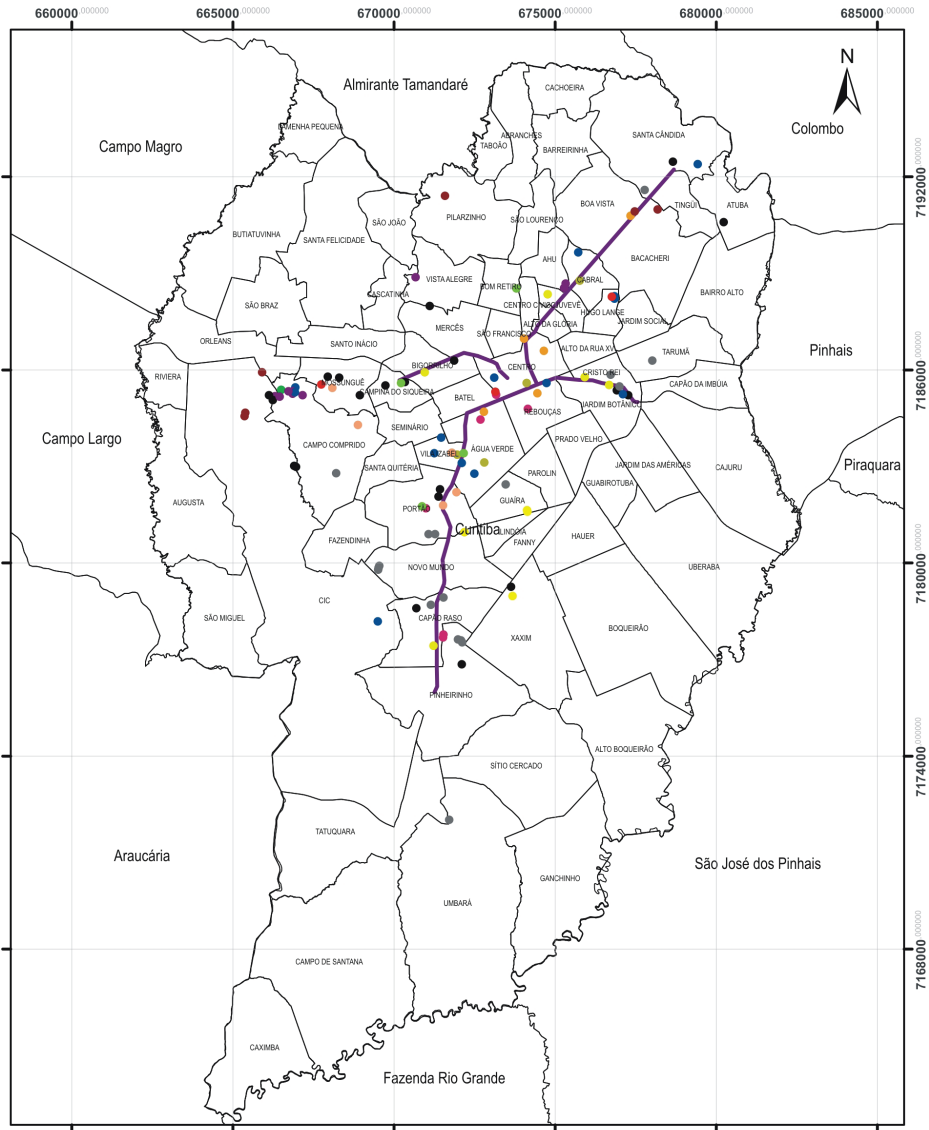 660000.000000 665000.000000 670000.000000 675000.000000 680000.000000 685000.000000
N
Almirante Tamandaré
CACHOEIRA
Colombo
Campo Magro
LAMENHA PEQUENA
ABRANCHES
TABOÃO
BARREIRINHA
SANTA CÂNDIDA
7192000.000000
BOA VISTA
TINGUI
ATUBA
SÃO JOÃO
PILARZINHO
SÃO LOURENÇO
BUTIATUVINHA
SANTA FELICIDADE
AHU
BACACHERI
VISTA ALEGRE
BOM RETIRO
CABRAL
CASCATINHA
BAIRRO ALTO
SÃO BRAZ
CENTRO CIVICO
JUVEVÊ
HUGO LANGE
JARDIM SOCIAL
MERCÊS
ALTO DA GLORIA
SÃO FRANCISCO
ORLEANS
SANTO INÁCIO
ALTO DA RUA XV
TARUMÃ
Pinhais
BIGORRILHO
CENTRO
RIVIERA
MOSSUNGUÊ
CRISTO REI
CAPÃO DA IMBÚIA
7186000.000000
CAMPINA DO SIQUEIRA
BATEL
JARDIM BOTÂNICO
REBOUÇAS
SEMINÁRIO
Campo Largo
CAMPO COMPRIDO
PRADO VELHO
ÁGUA VERDE
VILA IZABEL
Piraquara
SANTA QUITÉRIA
PAROLIN
JARDIM DAS AMÉRICAS
CAJURU
GUABIROTUBA
AUGUSTA
GUAÍRA
PORTÃO
Curitiba
LINDÓIA
FAZENDINHA
FANNY
HAUER
NOVO MUNDO
UBERABA
7180000.000000
CIC
SÃO MIGUEL
CAPÃO RASO
BOQUEIRÃO
XAXIM
PINHEIRINHO
ALTO BOQUEIRÃO
SÍTIO CERCADO
7174000.000000
TATUQUARA
Araucária
São José dos Pinhais
GANCHINHO
UMBARÁ
CAMPO DE SANTANA
7168000.000000
CAXIMBA
Fazenda Rio Grande